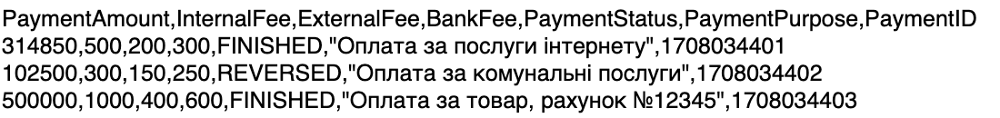 PaymentAmount,InternalFee,ExternalFee,BankFee,PaymentStatus,PaymentPurpose,PaymentID
314850,500,200,300,FINISHED,"Оплата за послуги інтернету",1708034401
102500,300,150,250,REVERSED,"Оплата за комунальні послуги",1708034402
500000,1000,400,600,FINISHED,"Оплата за товар, рахунок №12345",1708034403